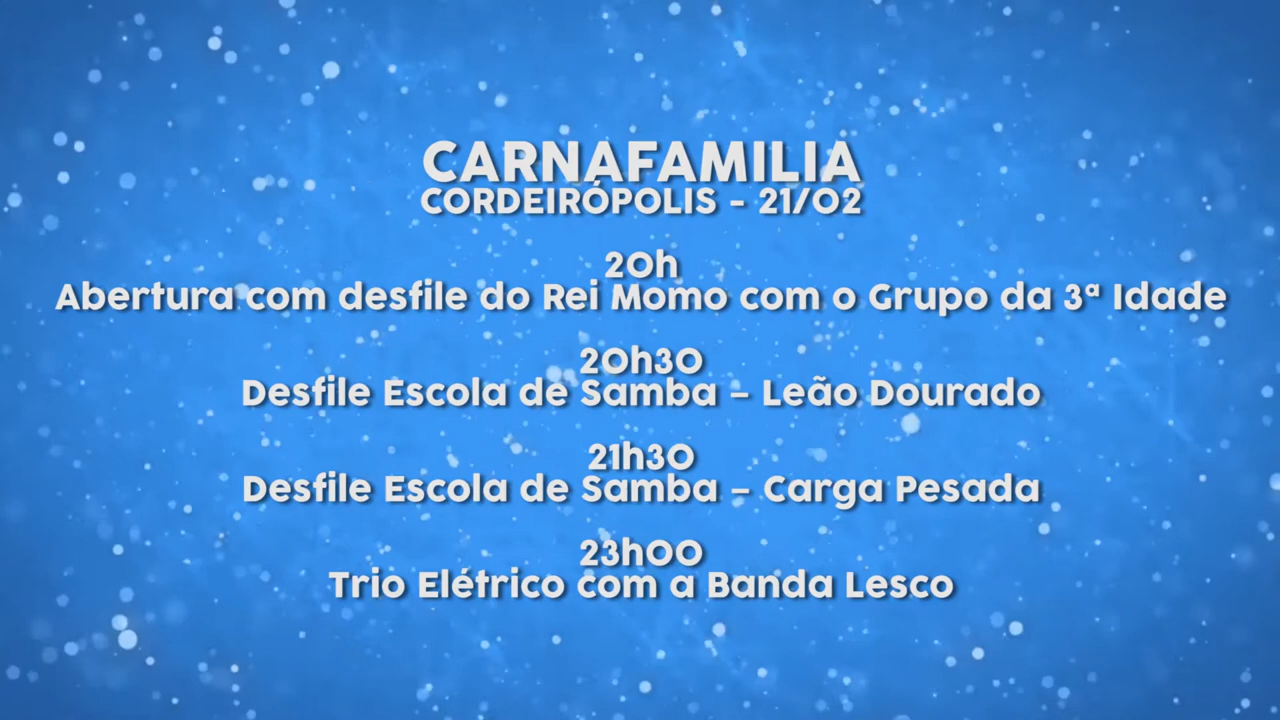 CARNAFAMILIA
CORDEIRÓPOLIS - 21/02
20h
Abertura com desfile do Rei Momo com o Grupo da 3ª Idade
20h30
Desfile Escola de Samba – Leão Dourado
21h30
Desfile Escola de Samba – Carga Pesada
23h00
Trio Elétrico com a Banda Lesco